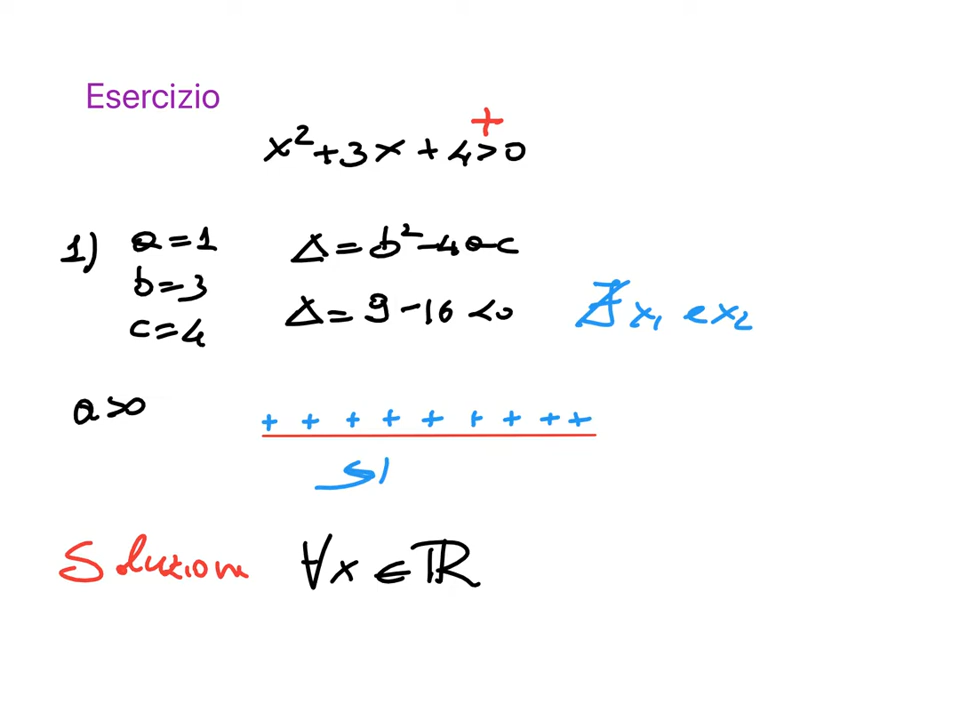 Esercizio
+
x² + 3x + 4 > 0
1) a = 1 Δ = b² - 4ac
b = 3
c = 4 Δ = 9 - 16 < 0 ∄ x₁ e x₂
a > 0 + + + + + + + + +
SI
Soluzioni ∀x ∈ ℝ